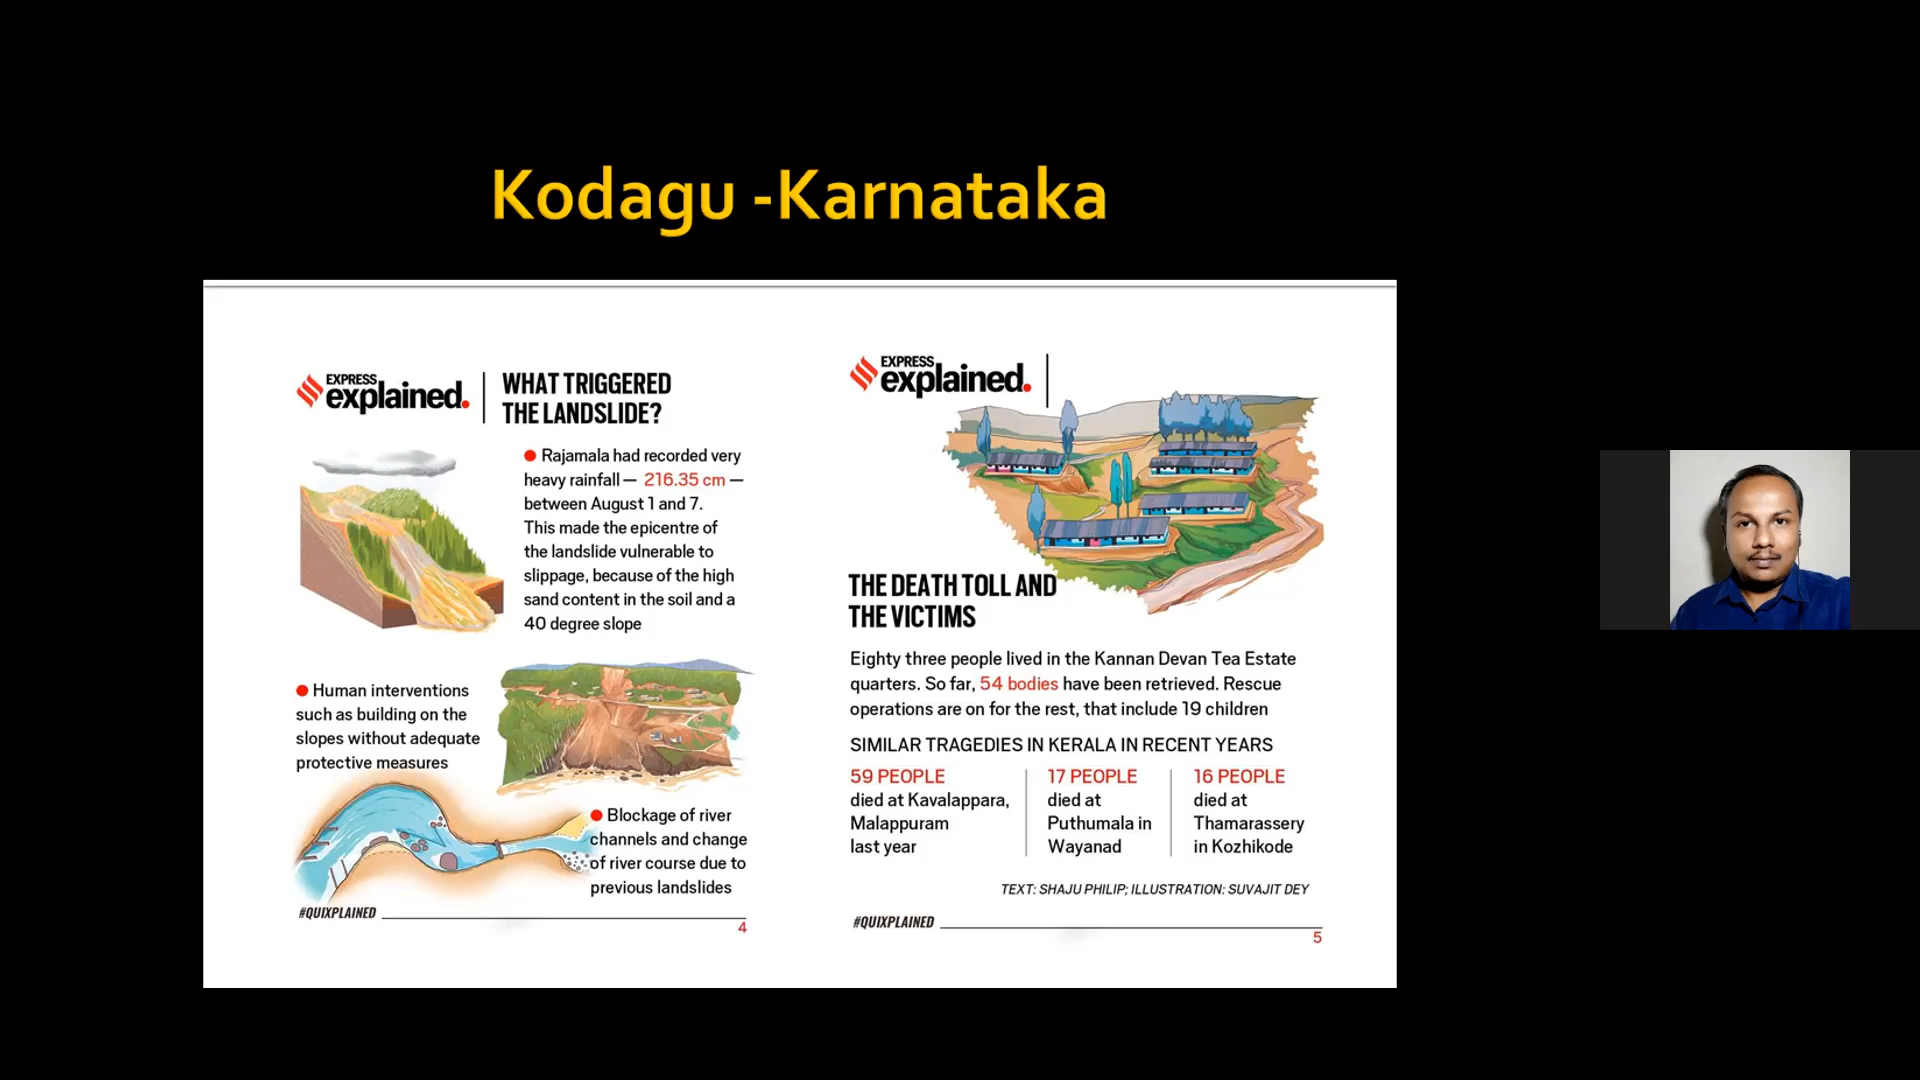 Kodagu -Karnataka
EXPRESS
explained.
WHAT TRIGGERED
THE LANDSLIDE?
Rajamala had recorded very
heavy rainfall — 216.35 cm —
between August 1 and 7.
This made the epicentre of
the landslide vulnerable to
slippage, because of the high
sand content in the soil and a
40 degree slope
Human interventions
such as building on the
slopes without adequate
protective measures
Blockage of river
channels and change
of river course due to
previous landslides
#QUIXPLAINED
4
EXPRESS
explained.
THE DEATH TOLL AND
THE VICTIMS
Eighty three people lived in the Kannan Devan Tea Estate
quarters. So far, 54 bodies have been retrieved. Rescue
operations are on for the rest, that include 19 children
SIMILAR TRAGEDIES IN KERALA IN RECENT YEARS
59 PEOPLE
died at Kavalappara,
Malappuram
last year
17 PEOPLE
died at
Puthumala in
Wayanad
16 PEOPLE
died at
Thamarassery
in Kozhikode
TEXT: SHAJU PHILIP; ILLUSTRATION: SUVAJIT DEY
#QUIXPLAINED
5